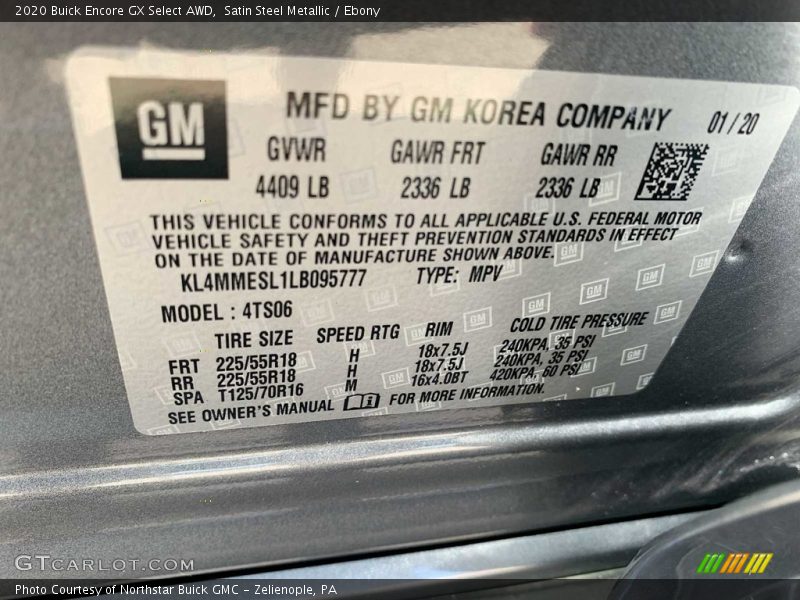 2020 Buick Encore GX Select AWD,  Satin Steel Metallic / Ebony
GM
MFD BY GM KOREA COMPANY 01/20
GVWR GAWR FRT GAWR RR
4409 LB 2336 LB 2336 LB
THIS VEHICLE CONFORMS TO ALL APPLICABLE U.S. FEDERAL MOTOR
VEHICLE SAFETY AND THEFT PREVENTION STANDARDS IN EFFECT
ON THE DATE OF MANUFACTURE SHOWN ABOVE.
KL4MMESL1LB095777 TYPE: MPV
MODEL : 4TS06
TIRE SIZE SPEED RTG RIM COLD TIRE PRESSURE
FRT 225/55R18 H 18x7.5J 240KPA, 35 PSI
RR 225/55R18 H 18x7.5J 240KPA, 35 PSI
SPA T125/70R16 M 16x4.0BT 420KPA, 60 PSI
SEE OWNER'S MANUAL FOR MORE INFORMATION.
GTCARLOT.COM
Photo Courtesy of Northstar Buick GMC - Zelienople, PA